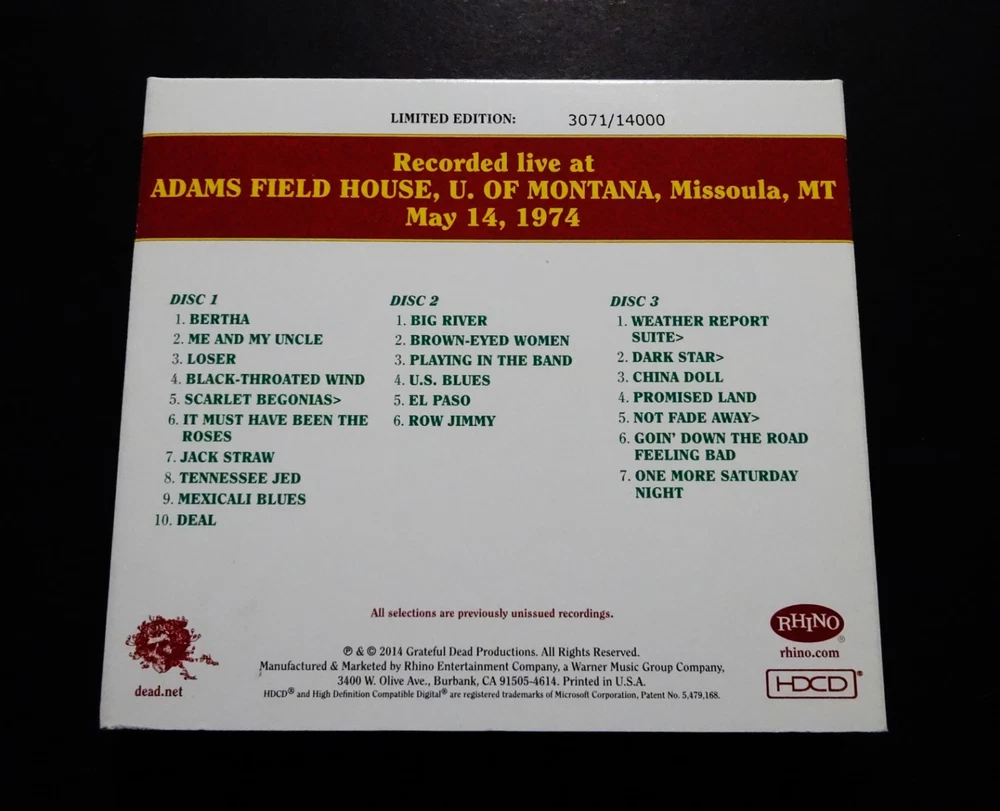 LIMITED EDITION: 3071/14000
Recorded live at
ADAMS FIELD HOUSE, U. OF MONTANA, Missoula, MT
May 14, 1974
DISC 1
1. BERTHA
2. ME AND MY UNCLE
3. LOSER
4. BLACK-THROATED WIND
5. SCARLET BEGONIAS>
6. IT MUST HAVE BEEN THE
ROSES
7. JACK STRAW
8. TENNESSEE JED
9. MEXICALI BLUES
10. DEAL
DISC 2
1. BIG RIVER
2. BROWN-EYED WOMEN
3. PLAYING IN THE BAND
4. U.S. BLUES
5. EL PASO
6. ROW JIMMY
DISC 3
1. WEATHER REPORT
SUITE>
2. DARK STAR>
3. CHINA DOLL
4. PROMISED LAND
5. NOT FADE AWAY>
6. GOIN' DOWN THE ROAD
FEELING BAD
7. ONE MORE SATURDAY
NIGHT
All selections are previously unissued recordings.
dead.net
℗ & © 2014 Grateful Dead Productions. All Rights Reserved.
Manufactured & Marketed by Rhino Entertainment Company, a Warner Music Group Company,
3400 W. Olive Ave., Burbank, CA 91505-4614. Printed in U.S.A.
HDCD® and High Definition Compatible Digital® are registered trademarks of Microsoft Corporation, Patent No. 5,479,168.
RHINO®
rhino.com
HDCD®